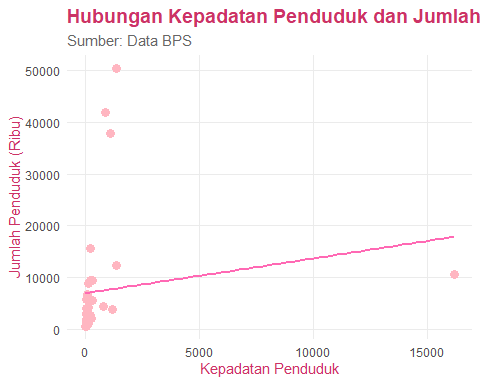 Hubungan Kepadatan Penduduk dan Jumlah
Sumber: Data BPS
Jumlah Penduduk (Ribu)
50000
40000
30000
20000
10000
0
0
5000
10000
15000
Kepadatan Penduduk